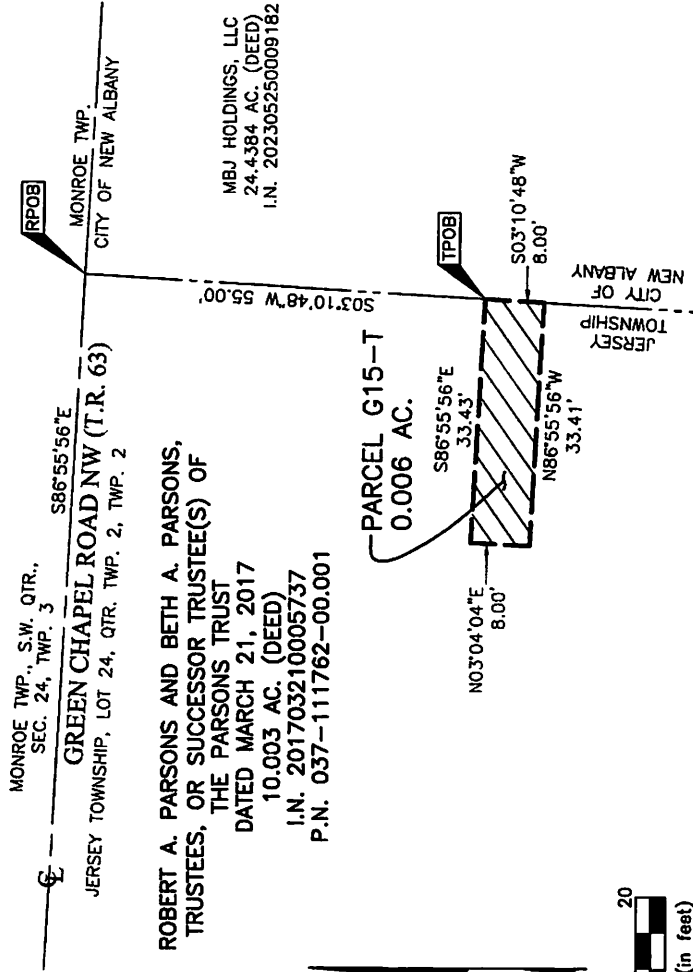 MONROE TWP., S.W. QTR.,
SEC. 24, TWP. 3
S86°55'56"E
GREEN CHAPEL ROAD NW (T.R. 63)
JERSEY TOWNSHIP, LOT 24, QTR. TWP. 2, TWP. 2
RPOB
MONROE TWP.
CITY OF NEW ALBANY
MBJ HOLDINGS, LLC
24.4384 AC. (DEED)
I.N. 202305250009182
ROBERT A. PARSONS AND BETH A. PARSONS,
TRUSTEES, OR SUCCESSOR TRUSTEE(S) OF
THE PARSONS TRUST
DATED MARCH 21, 2017
10.003 AC. (DEED)
I.N. 201703210005737
P.N. 037-111762-00.001
S03°10'48"W 55.00'
TPOB
PARCEL G15-T
0.006 AC.
S86°55'56"E
33.43'
S03°10'48"W
8.00'
N86°55'56"W
33.41'
N03°04'04"E
8.00'
JERSEY
TOWNSHIP
CITY OF
NEW ALBANY
20
(in feet)